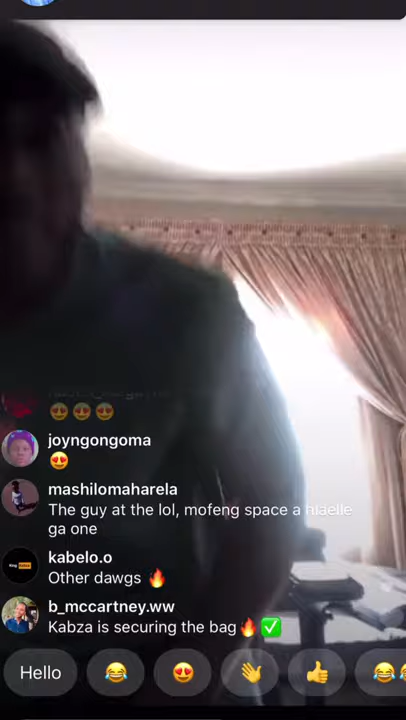 😍😍😍
joyngongoma
😍
mashilomaharela
The guy at the lol, mofeng space a hlaelle
ga one
kabelo.o
Other dawgs 🔥
b_mccartney.ww
Kabza is securing the bag🔥✅
Hello 😂 😍 👋 👍 😂